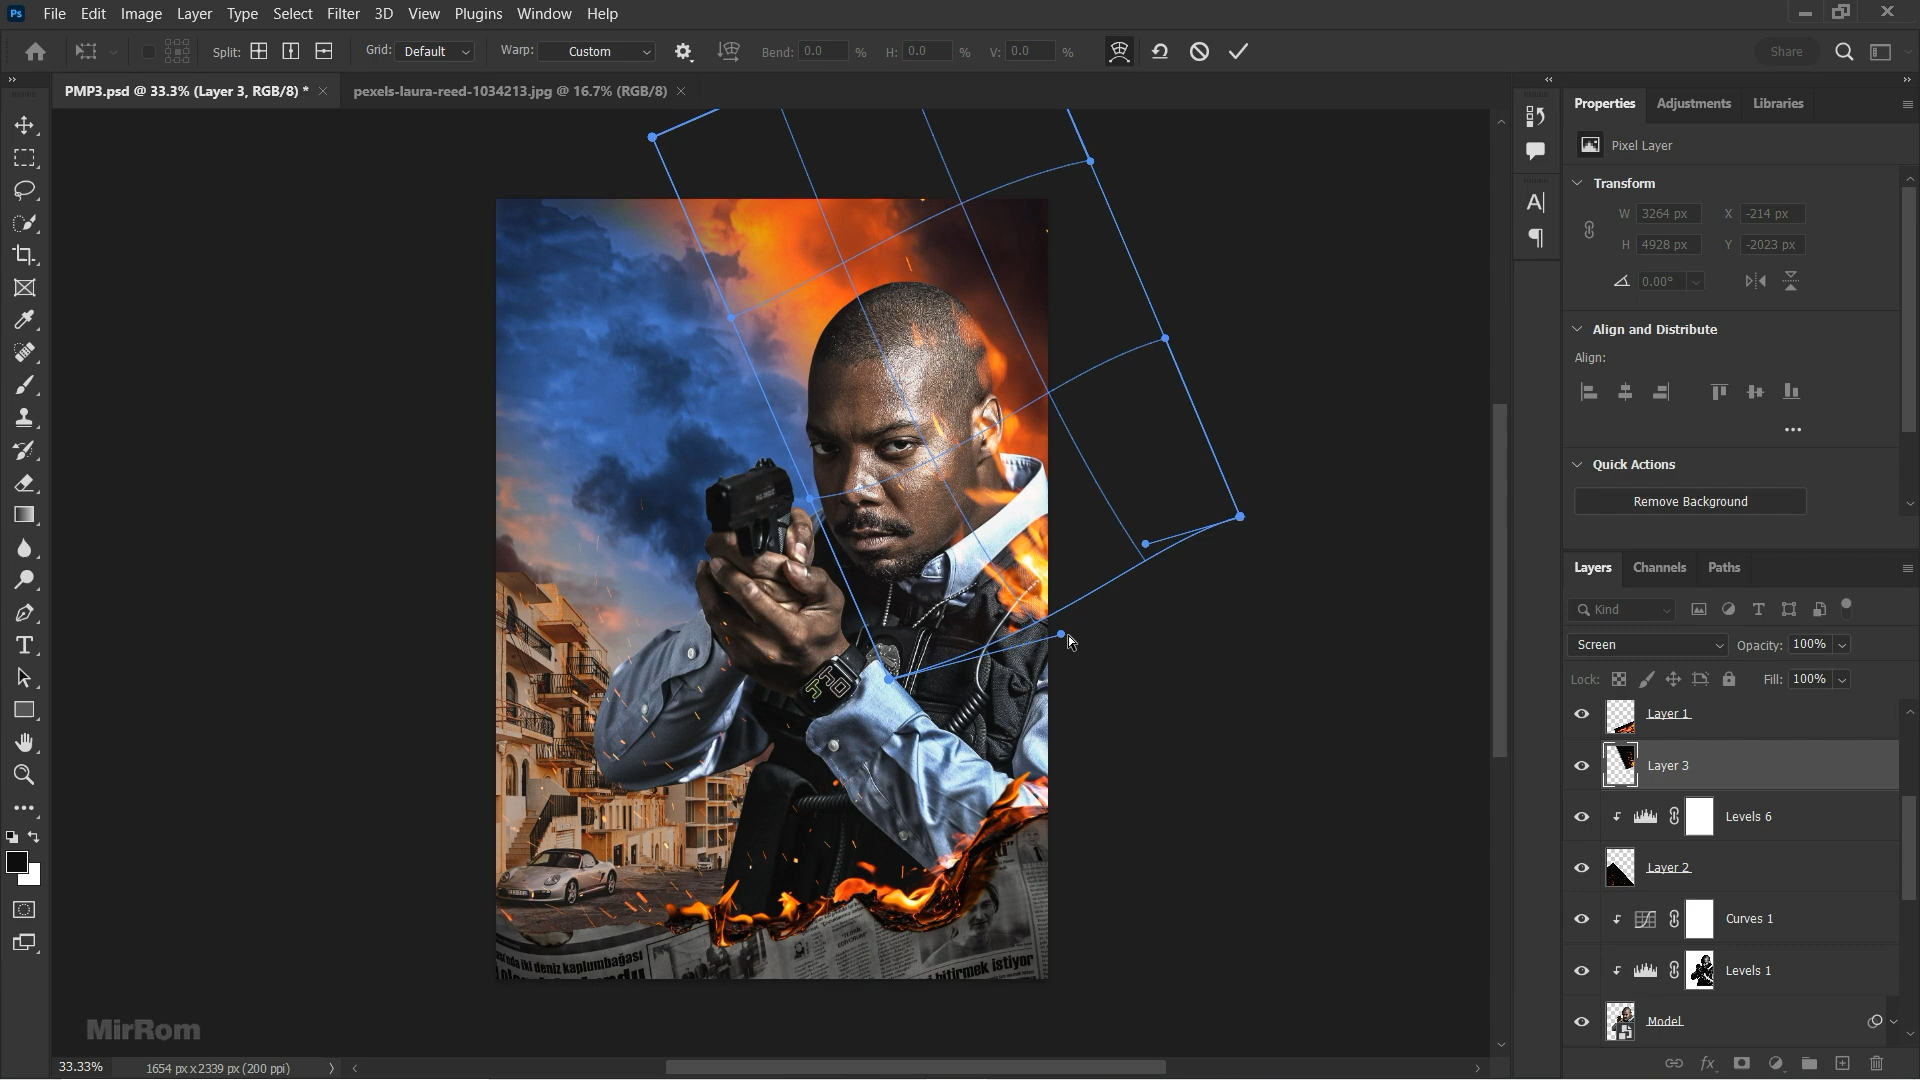 Ps File Edit Image Layer Type Select Filter 3D View Plugins Window Help
Split: Grid: Default Warp: Custom Bend: 0.0 % H: 0.0 % V: 0.0 % Share
PMP3.psd @ 33.3% (Layer 3, RGB/8) * pexels-laura-reed-1034213.jpg @ 16.7% (RGB/8)
Properties Adjustments Libraries
Pixel Layer
Transform
W 3264 px X -214 px
H 4928 px Y -2023 px
0.00°
Align and Distribute
Align:
Quick Actions
Remove Background
Layers Channels Paths
Kind
Screen Opacity: 100%
Lock: Fill: 100%
Layer 1
Layer 3
Levels 6
Layer 2
Curves 1
Levels 1
Model
deniz kaplumbağası
bitirmek istiyor
MirRom
33.33% 1654 px x 2339 px (200 ppi)